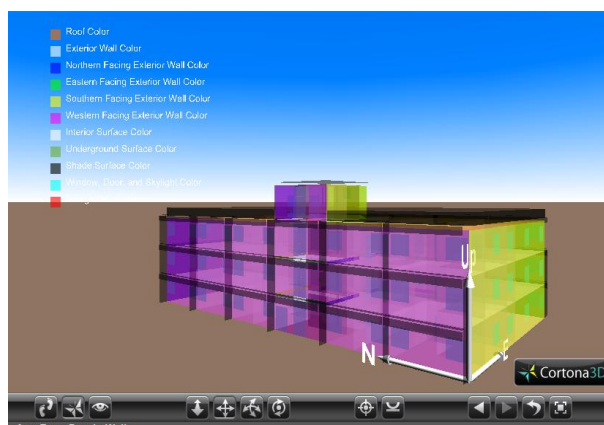 Roof Color
Exterior Wall Color
Northern Facing Exterior Wall Color
Eastern Facing Exterior Wall Color
Southern Facing Exterior Wall Color
Western Facing Exterior Wall Color
Interior Surface Color
Underground Surface Color
Shade Surface Color
Window, Door, and Skylight Color
UP
N
E
Cortona3D